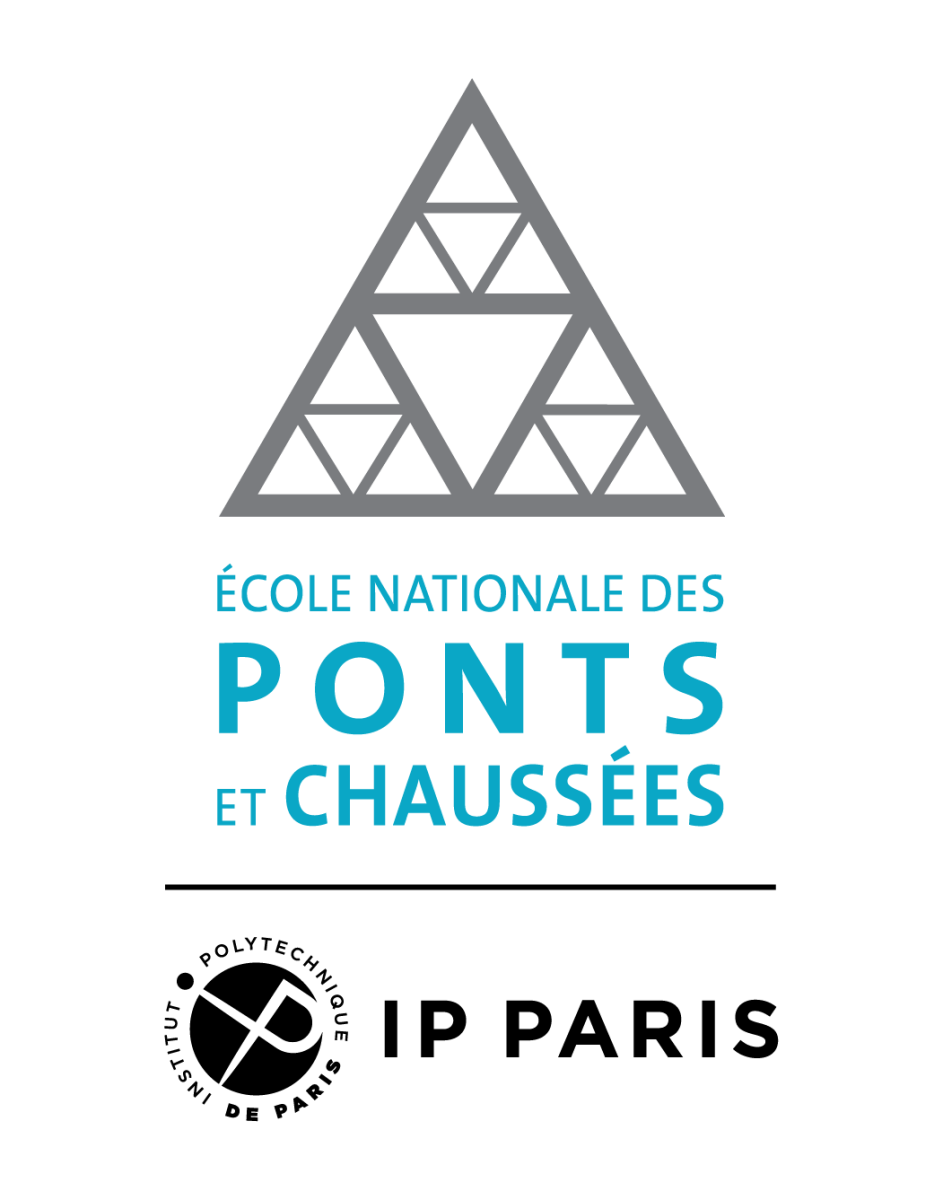 ÉCOLE NATIONALE DES
PONTS
ET CHAUSSÉES
INSTITUT POLYTECHNIQUE DE PARIS
IP PARIS